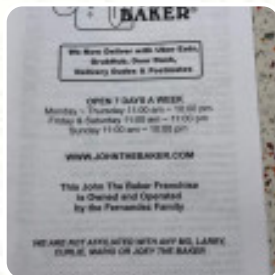 BAKER®
We Now Deliver with Uber Eats,
Grubhub, Door Dash,
Delivery Dudes & Postmates
OPEN 7 DAYS A WEEK
Monday - Thursday 11:00 am - 10:00 pm
Friday & Saturday 11:00 am - 11:00 pm
Sunday 11:00 am - 10:00 pm
WWW.JOHNTHEBAKER.COM
This John The Baker Franchise
is Owned and Operated
by the Fernandez Family
WE ARE NOT AFFILIATED WITH ANY BIG, LARRY,
CURLIE, MARIO OR JOEY THE BAKER